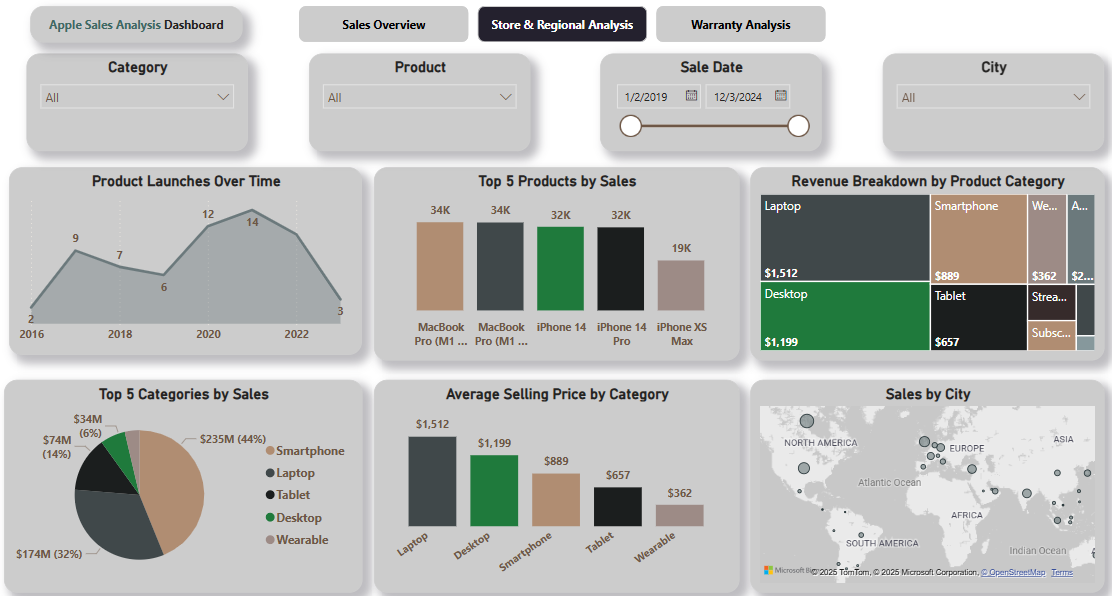 Apple Sales Analysis Dashboard
Sales Overview
Store & Regional Analysis
Warranty Analysis
Category
All
Product
All
Sale Date
1/2/2019
12/3/2024
City
All
Product Launches Over Time
2
9
7
6
12
14
3
2016
2018
2020
2022
Top 5 Products by Sales
34K
34K
32K
32K
19K
MacBook
Pro (M1 ...
MacBook
Pro (M1 ...
iPhone 14
iPhone 14
Pro
iPhone XS
Max
Revenue Breakdown by Product Category
Laptop
$1,512
Desktop
$1,199
Smartphone
$889
Tablet
$657
We...
$362
A...
$2...
Strea...
Subsc...
Top 5 Categories by Sales
$34M
(6%)
$74M
(14%)
$235M (44%)
$174M (32%)
Smartphone
Laptop
Tablet
Desktop
Wearable
Average Selling Price by Category
$1,512
$1,199
$889
$657
$362
Laptop
Desktop
Smartphone
Tablet
Wearable
Sales by City
NORTH AMERICA
EUROPE
ASIA
Atlantic Ocean
AFRICA
SOUTH AMERICA
Indian Ocean
Microsoft
© 2025 TomTom, © 2025 Microsoft Corporation, © OpenStreetMap Terms